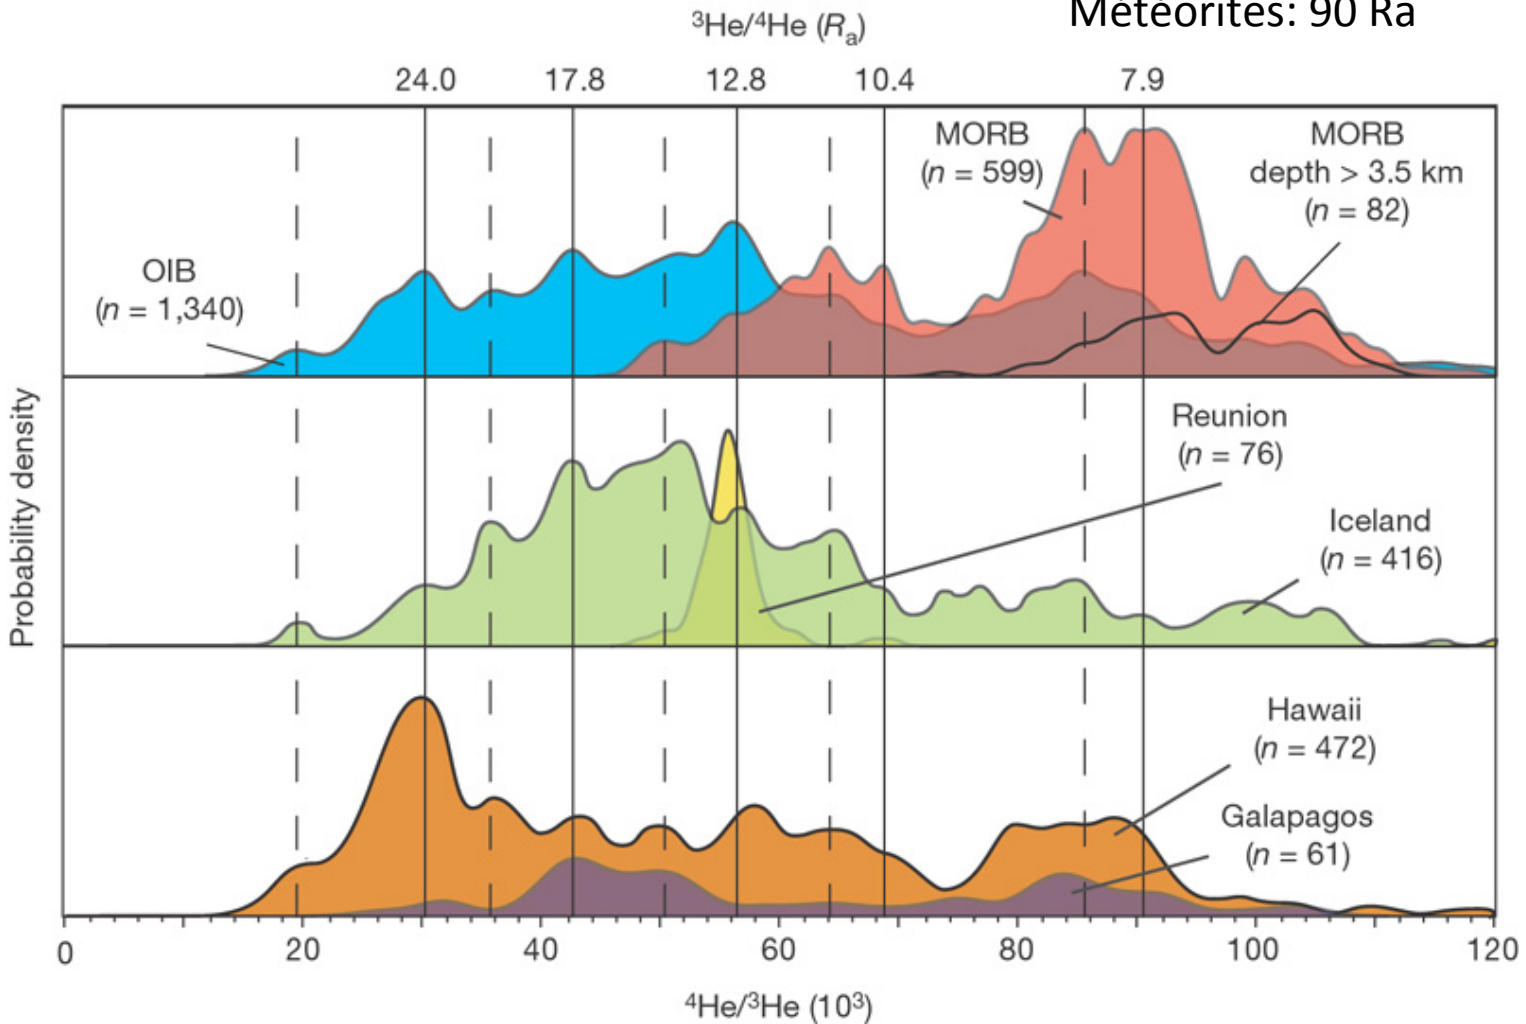 Météorites: 90 Ra
³He/⁴He (Rₐ)
24.0 17.8 12.8 10.4 7.9
MORB
(n = 599)
MORB
depth > 3.5 km
(n = 82)
OIB
(n = 1,340)
Reunion
(n = 76)
Iceland
(n = 416)
Hawaii
(n = 472)
Galapagos
(n = 61)
Probability density
0 20 40 60 80 100 120
⁴He/³He (10³)